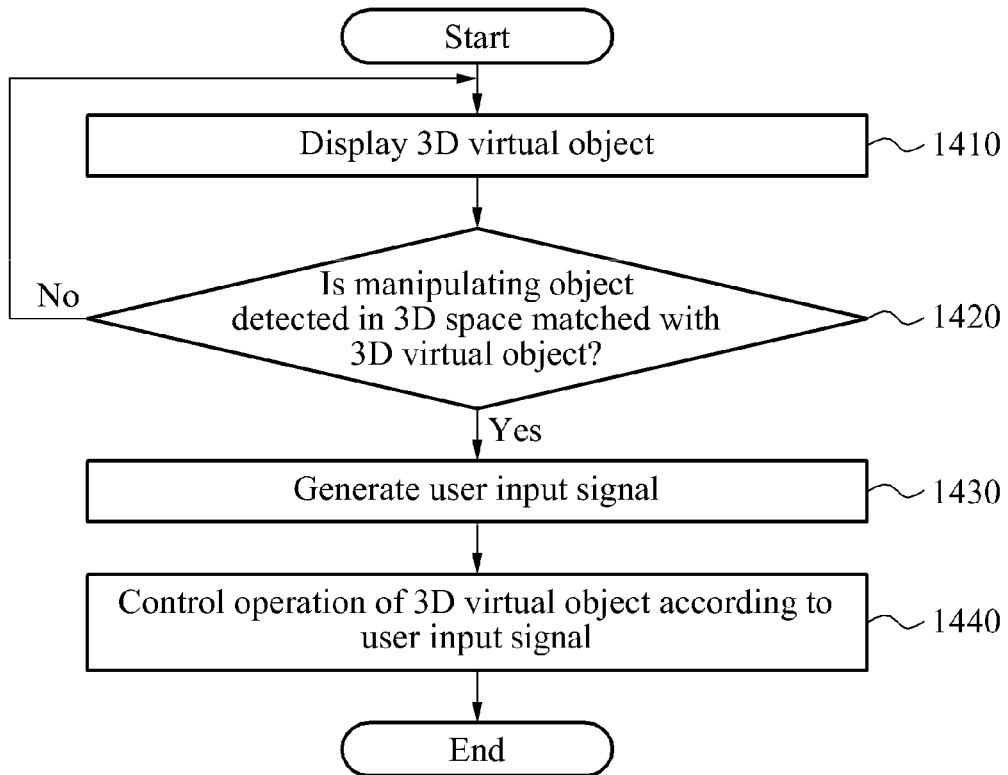 Start
Display 3D virtual object
1410
Is manipulating object
detected in 3D space matched with
3D virtual object?
1420
No
Yes
Generate user input signal
1430
Control operation of 3D virtual object according to
user input signal
1440
End